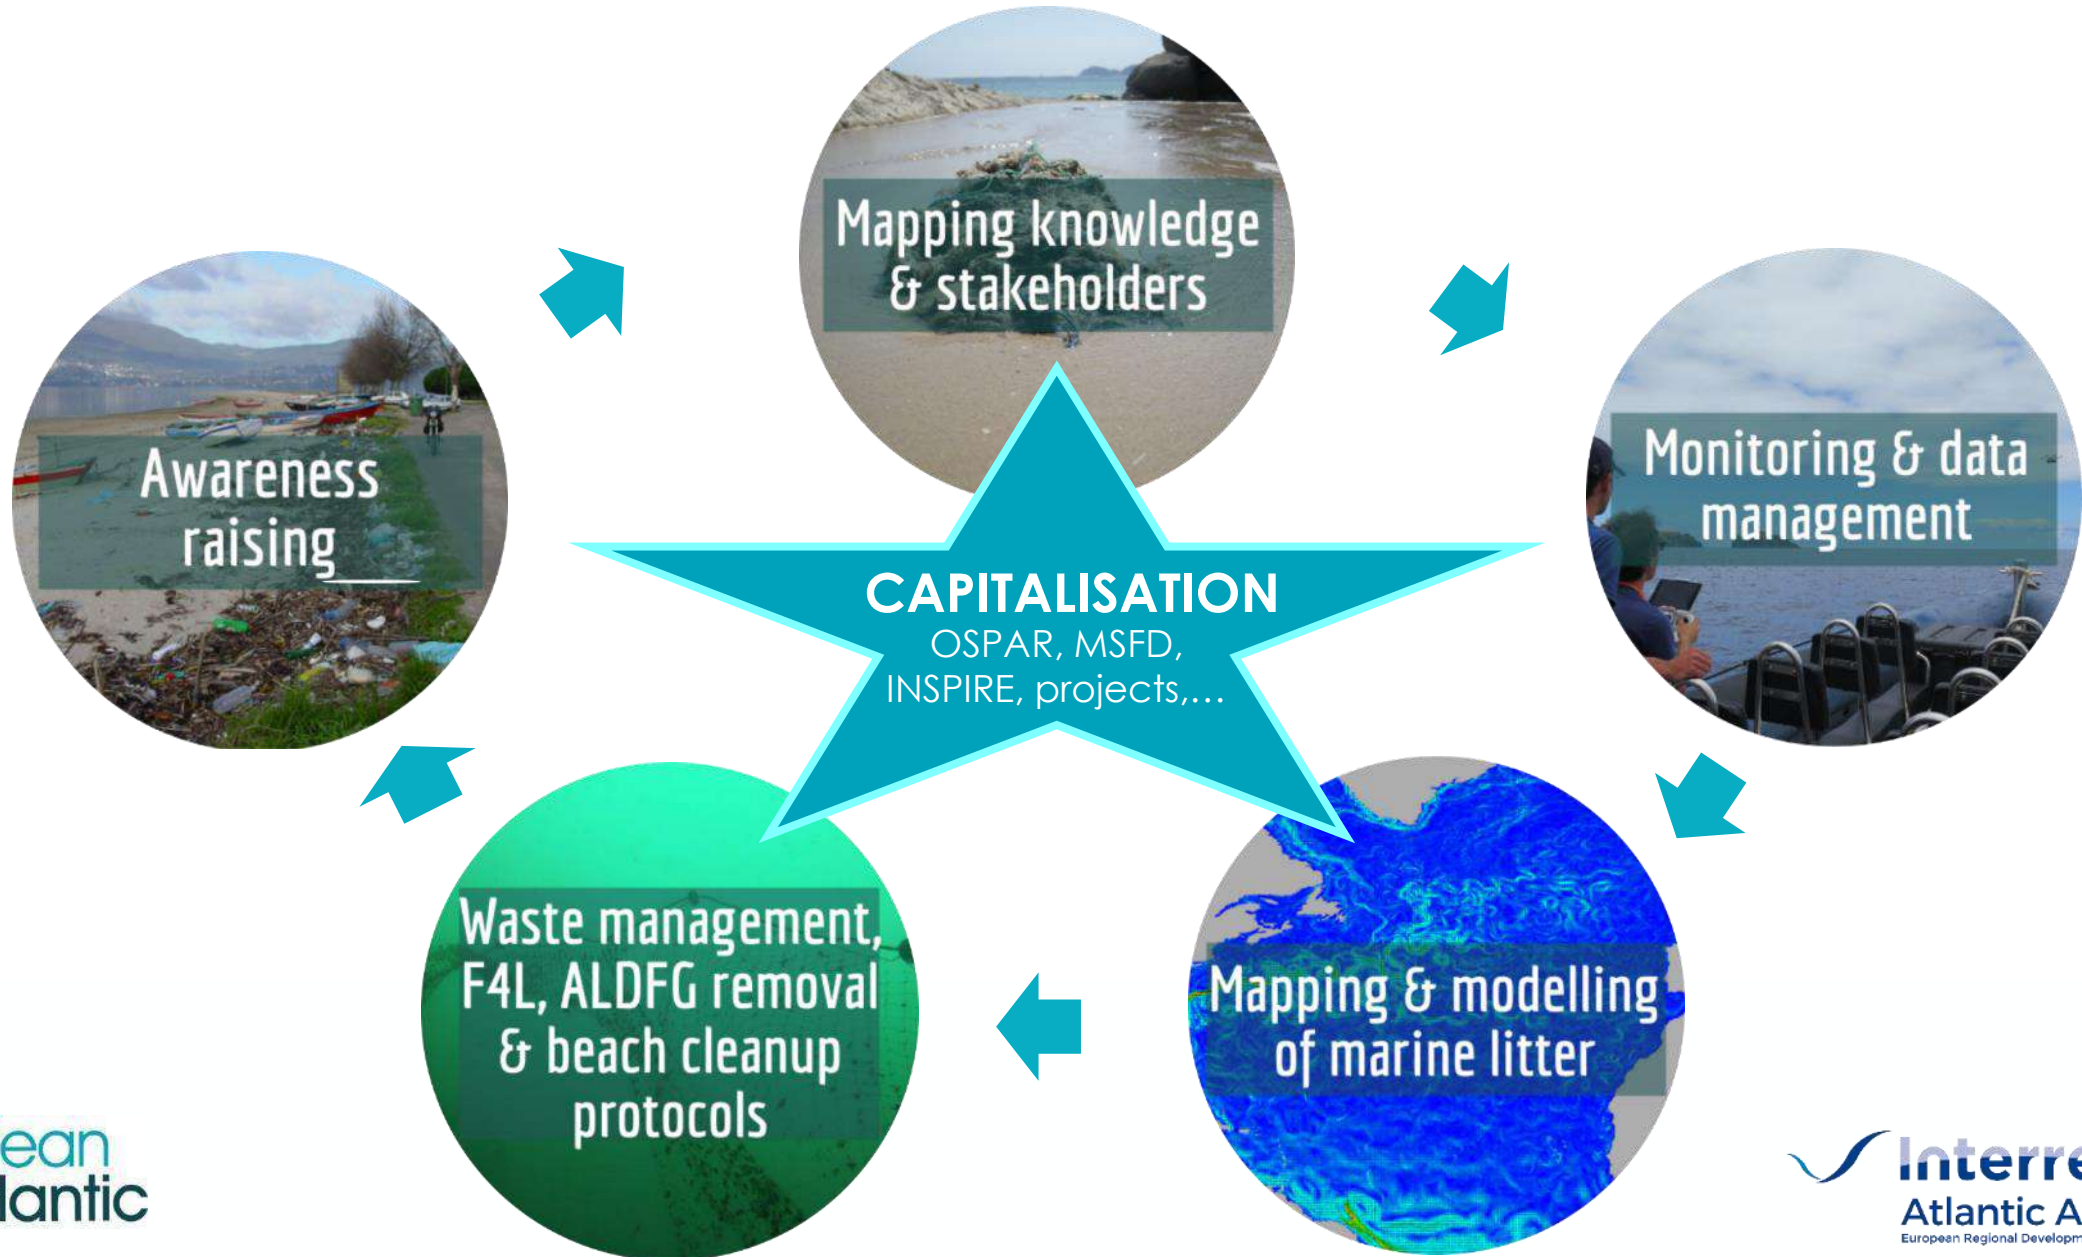 Mapping knowledge
& stakeholders
Awareness
raising
Monitoring & data
management
CAPITALISATION
OSPAR, MSFD,
INSPIRE, projects,...
Waste management,
F4L, ALDFG removal
& beach cleanup
protocols
Mapping & modelling
of marine litter
ean
lantic
Interre
Atlantic A
European Regional Developm